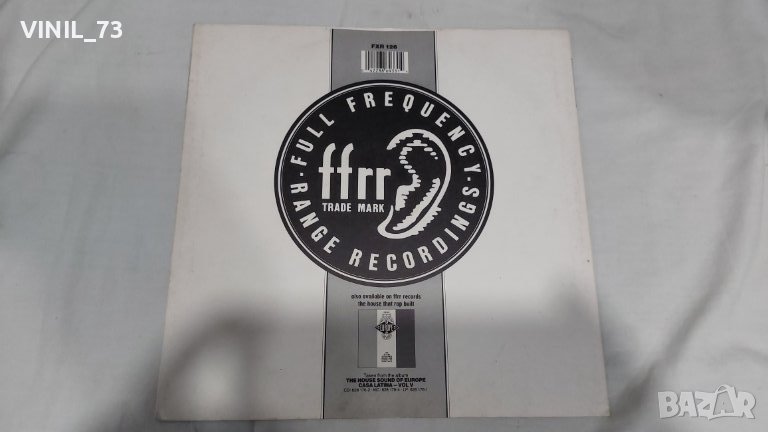 VINIL_73
FXR 126
FULL FREQUENCY
RANGE RECORDINGS
ffrr
TRADE MARK
also available on ffrr records
the house that rap built
Taken from the album
THE HOUSE SOUND OF EUROPE
CASA LATINA – VOL V
BAZAR